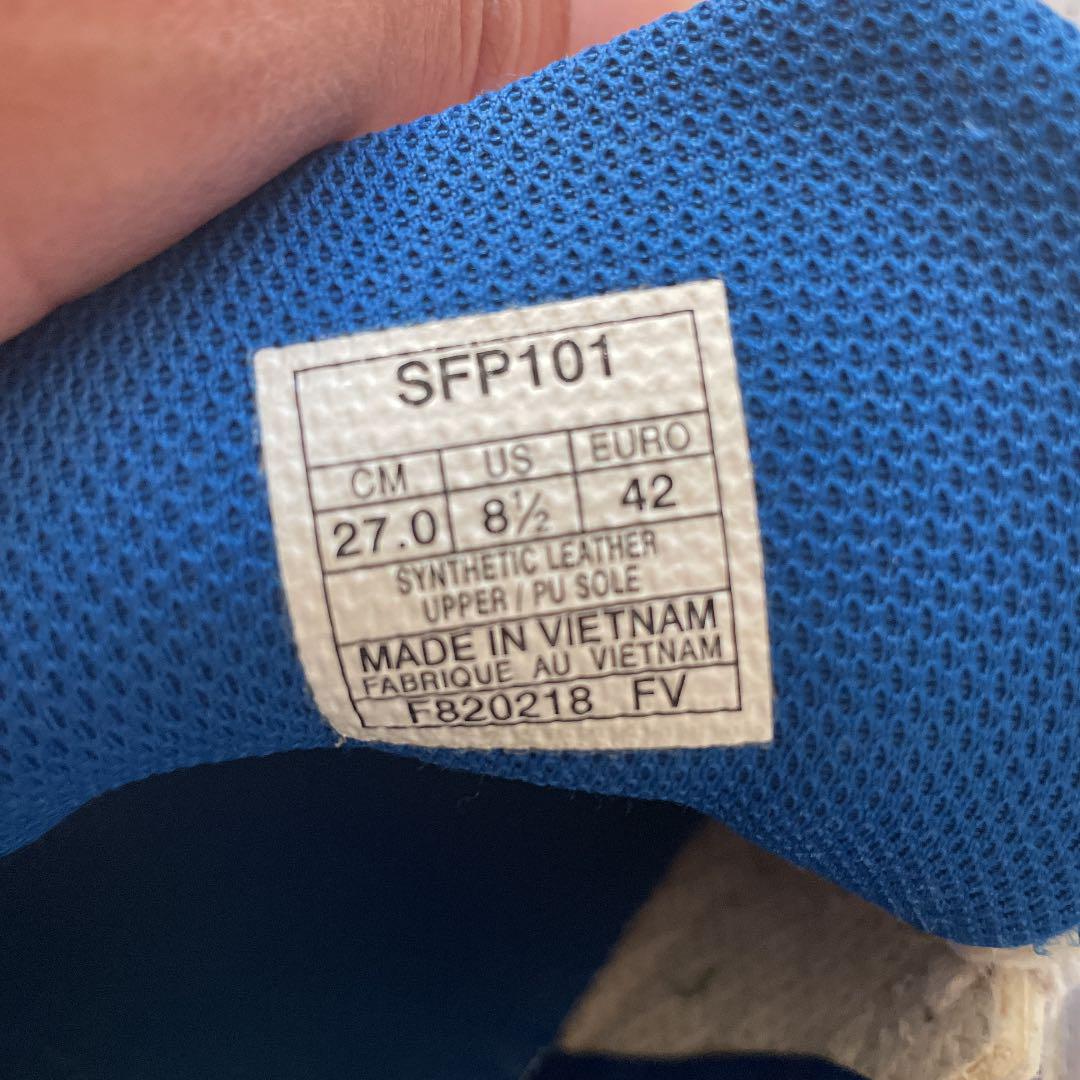 SFP101
CM US EURO
27.0 8½ 42
SYNTHETIC LEATHER
UPPER / PU SOLE
MADE IN VIETNAM
FABRIQUE AU VIETNAM
F820218 FV